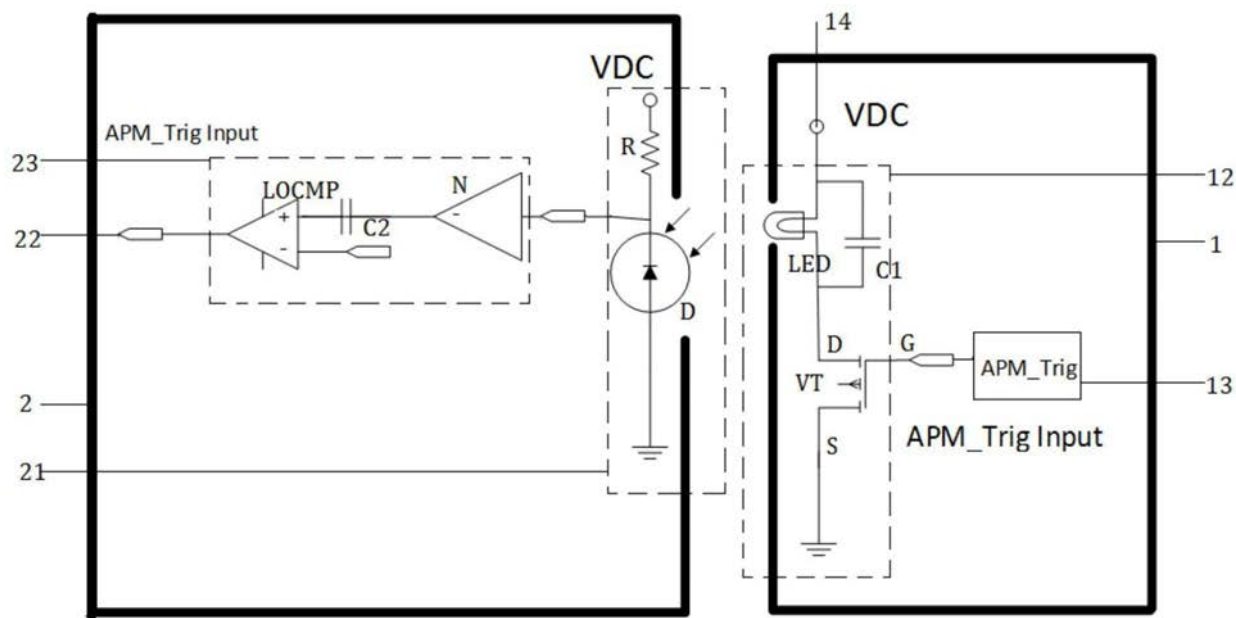 14
VDC
VDC
APM_Trig Input
R
23
LOCMP
N
12
+
-
C2
22
-
1
LED
C1
D
D
G
APM_Trig
VT
13
2
APM_Trig Input
S
21